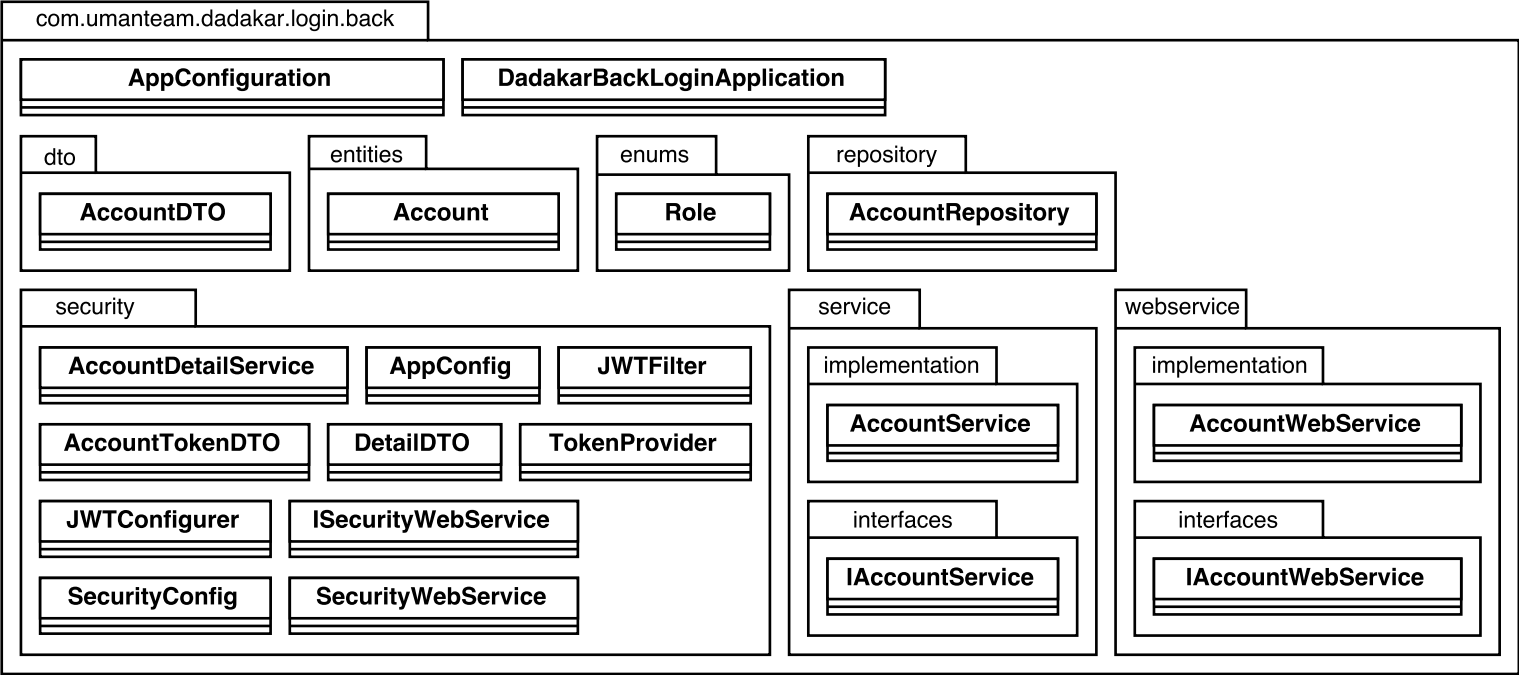 com.umanteam.dadakar.login.back
AppConfiguration
DadakarBackLoginApplication
dto
entities
enums
repository
AccountDTO
Account
Role
AccountRepository
security
service
webservice
AccountDetailService
AppConfig
JWTFilter
implementation
implementation
AccountService
AccountWebService
AccountTokenDTO
DetailDTO
TokenProvider
JWTConfigurer
ISecurityWebService
interfaces
interfaces
IAccountService
IAccountWebService
SecurityConfig
SecurityWebService